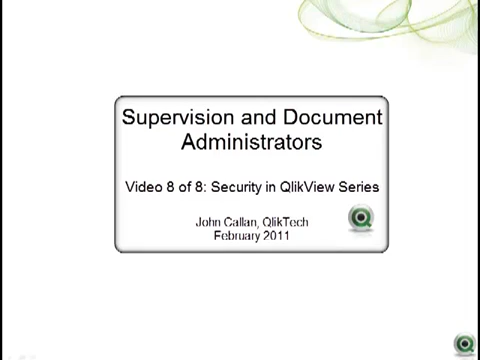 Supervision and Document
Administrators
Video 8 of 8: Security in QlikView Series
John Callan, QlikTech
February 2011